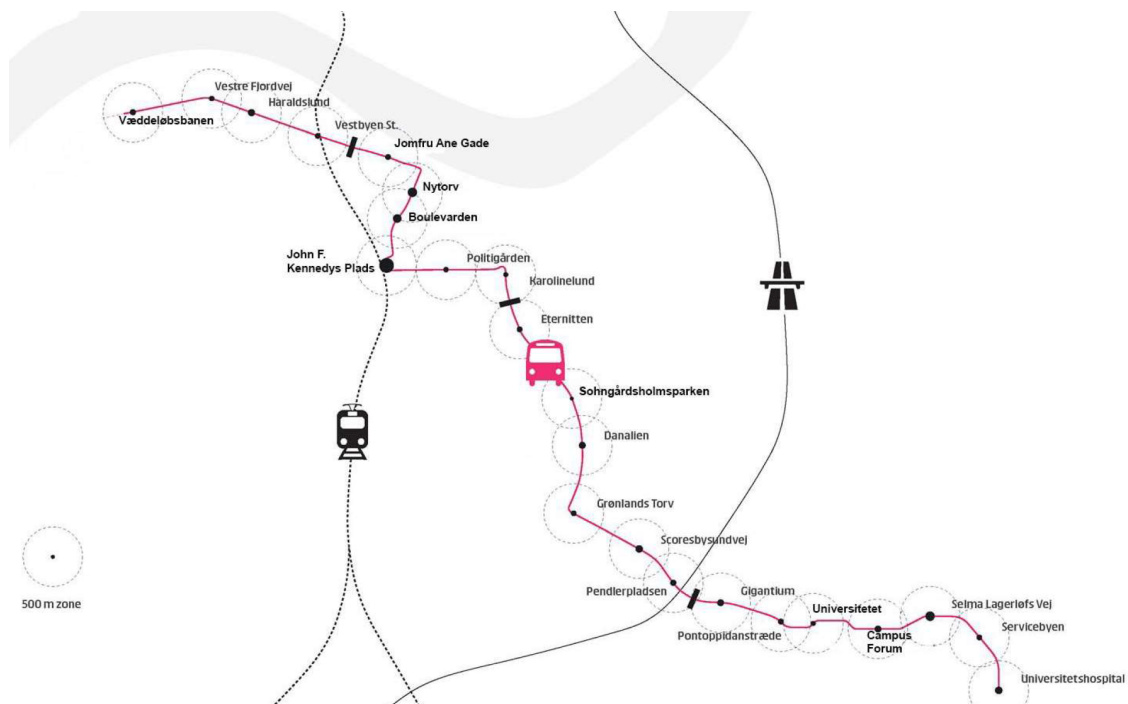 Vestre Fjordvej
Haraldslund
Væddeløbsbanen
Vestbyen St.
Jomfru Ane Gade
Nytorv
Boulevarden
John F.
Kennedys Plads
Politigården
Karolinelund
Eternitten
Sohngårdsholmsparken
Danalien
Grønlands Torv
Scoresbysundvej
Pendlerpladsen
Gigantium
Pontoppidanstræde
Universitetet
Campus
Forum
Selma Lagerløfs Vej
Servicebyen
Universitetshospital
500 m zone